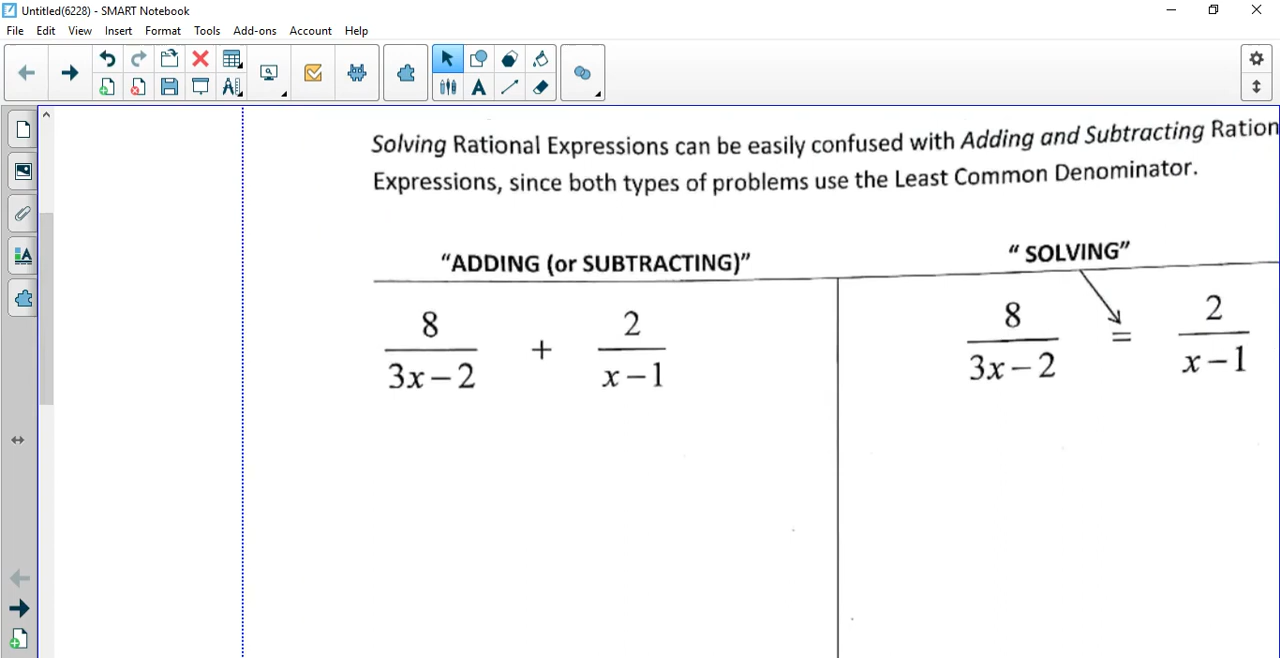 Untitled(6228) - SMART Notebook
File Edit View Insert Format Tools Add-ons Account Help
Solving Rational Expressions can be easily confused with Adding and Subtracting Ration
Expressions, since both types of problems use the Least Common Denominator.
“ADDING (or SUBTRACTING)”
“ SOLVING”
8 2
+
3x – 2 x – 1
8 2
=
3x – 2 x – 1